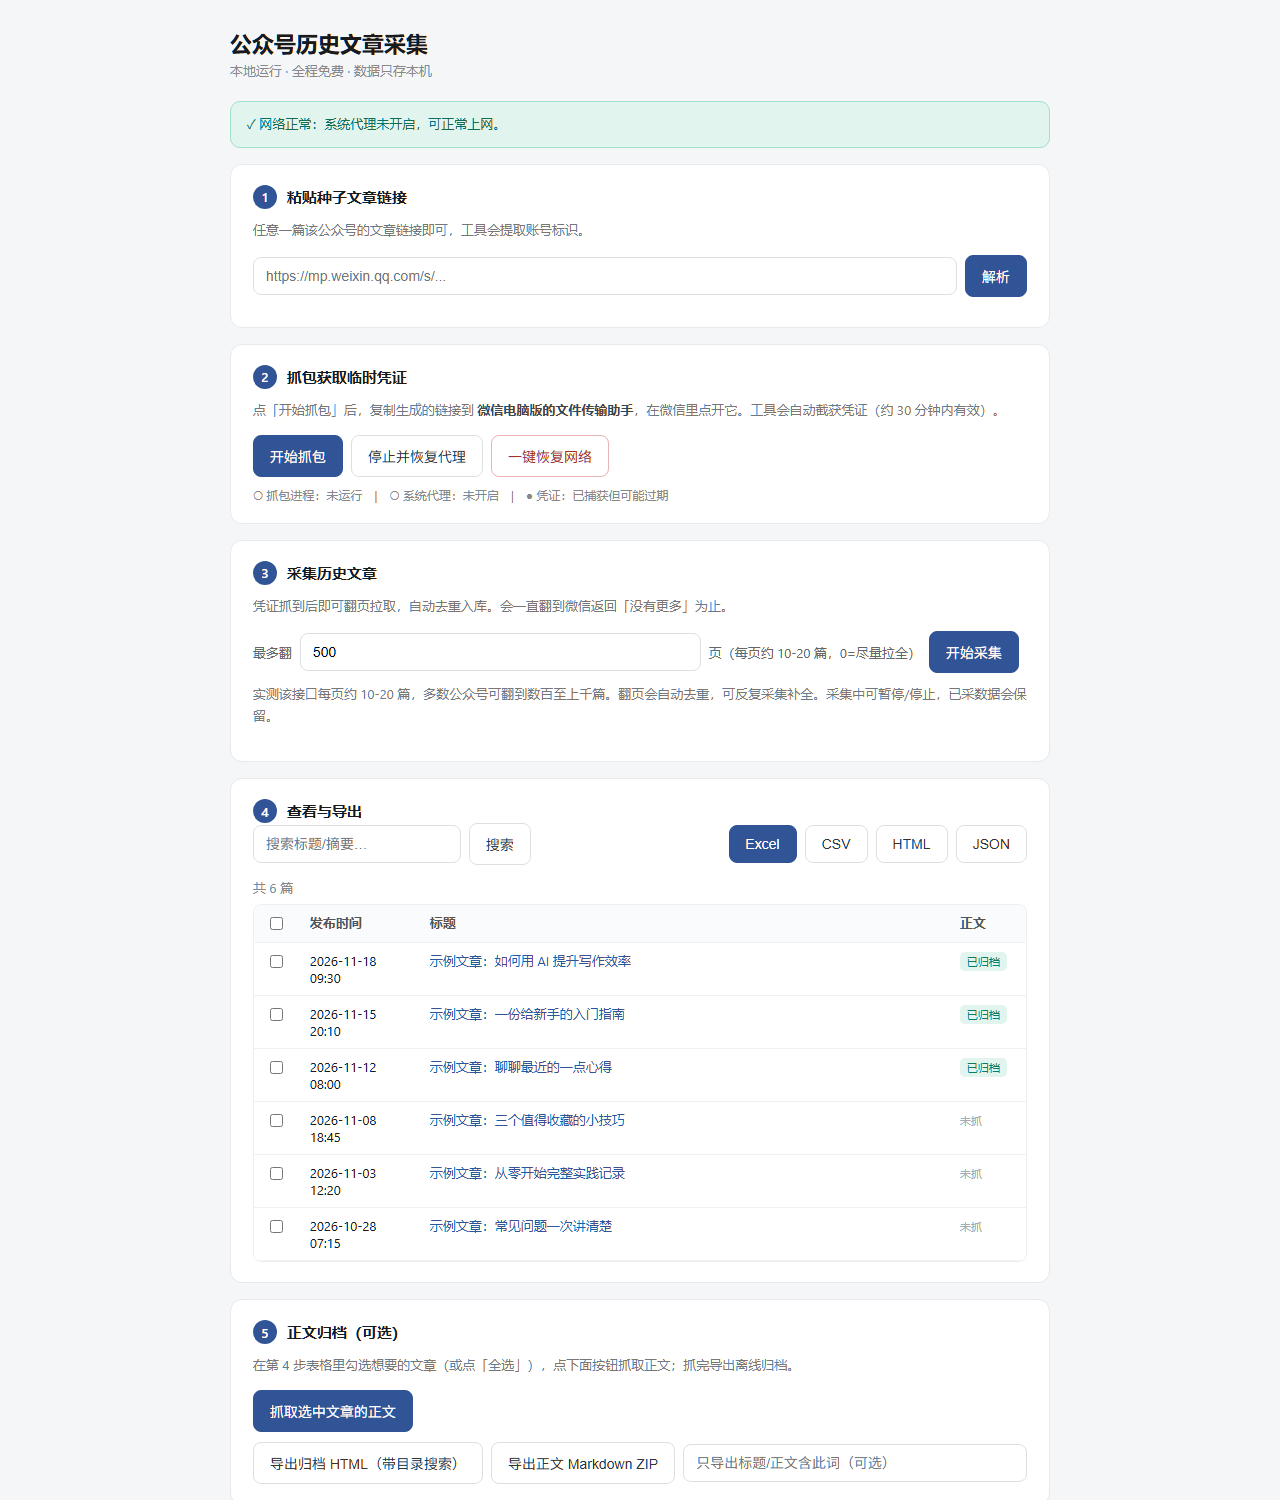 公众号历史文章采集
本地运行 · 全程免费 · 数据只存本机
✓ 网络正常：系统代理未开启，可正常上网。
1 粘贴种子文章链接
任意一篇该公众号的文章链接即可，工具会提取账号标识。
https://mp.weixin.qq.com/s/... 解析
2 抓包获取临时凭证
点「开始抓包」后，复制生成的链接到 微信电脑版的文件传输助手，在微信里点开它。工具会自动截获凭证（约 30 分钟内有效）。
开始抓包 停止并恢复代理 一键恢复网络
○ 抓包进程：未运行 | ○ 系统代理：未开启 | ● 凭证：已捕获但可能过期
3 采集历史文章
凭证抓到后即可翻页拉取，自动去重入库。会一直翻到微信返回「没有更多」为止。
最多翻 500 页（每页约 10-20 篇，0=尽量拉全） 开始采集
实测该接口每页约 10-20 篇，多数公众号可翻到数百至上千篇。翻页会自动去重，可反复采集补全。采集中可暂停/停止，已采数据会保
留。
4 查看与导出
搜索标题/摘要… 搜索 Excel CSV HTML JSON
共 6 篇
发布时间 标题 正文
2026-11-18 示例文章：如何用 AI 提升写作效率 已归档
09:30
2026-11-15 示例文章：一份给新手的入门指南 已归档
20:10
2026-11-12 示例文章：聊聊最近的一点心得 已归档
08:00
2026-11-08 示例文章：三个值得收藏的小技巧 未抓
18:45
2026-11-03 示例文章：从零开始完整实践记录 未抓
12:20
2026-10-28 示例文章：常见问题一次讲清楚 未抓
07:15
5 正文归档（可选）
在第 4 步表格里勾选想要的文章（或点「全选」），点下面按钮抓取正文；抓完导出离线归档。
抓取选中文章的正文
导出归档 HTML（带目录搜索） 导出正文 Markdown ZIP 只导出标题/正文含此词（可选）